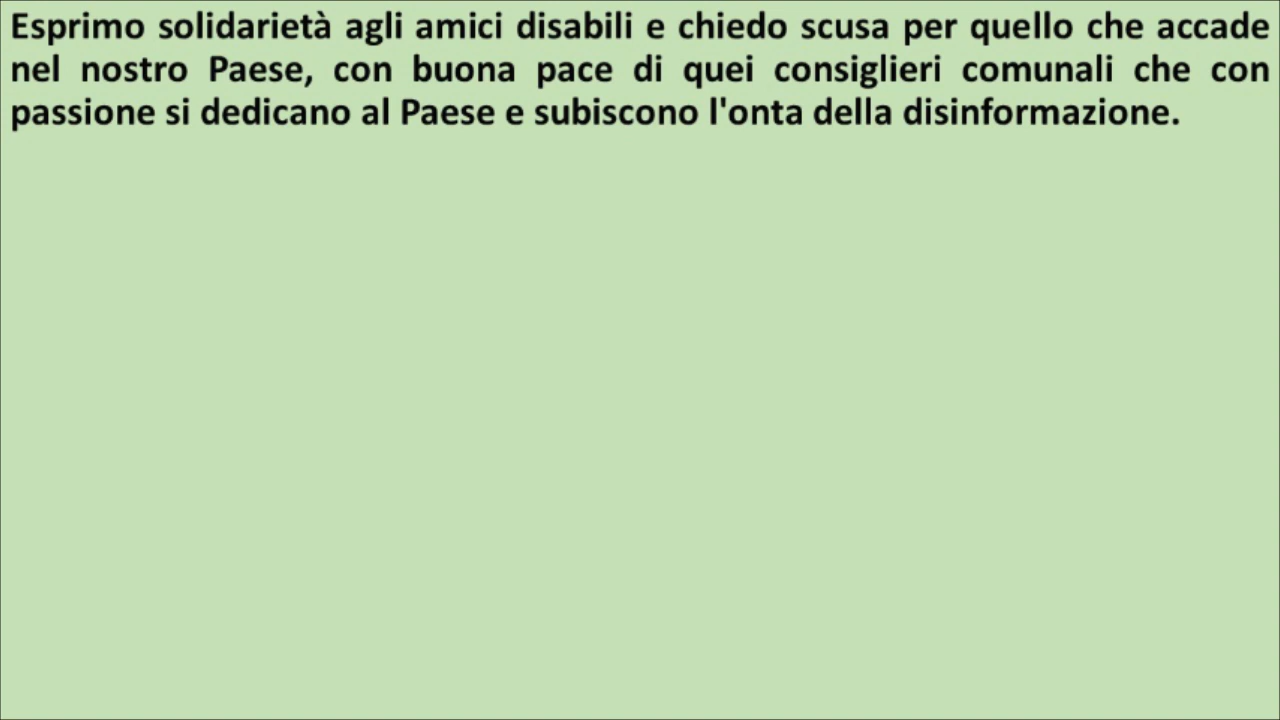 Esprimo solidarietà agli amici disabili e chiedo scusa per quello che accade
nel nostro Paese, con buona pace di quei consiglieri comunali che con
passione si dedicano al Paese e subiscono l'onta della disinformazione.